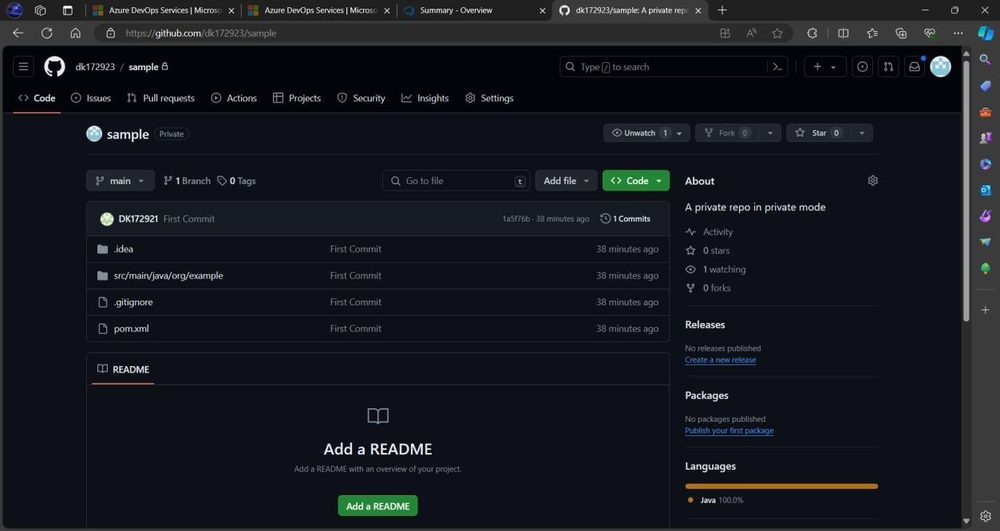 Azure DevOps Services | Microso
Azure DevOps Services | Microso
Summary - Overview
dk172923/sample: A private repo
https://github.com/dk172923/sample
dk172923 / sample
Type / to search
Code
Issues
Pull requests
Actions
Projects
Security
Insights
Settings
sample Private
Unwatch 1
Fork 0
Star 0
main
1 Branch
0 Tags
Go to file t
Add file
Code
DK172921 First Commit
1a5f76b · 38 minutes ago
1 Commits
.idea First Commit 38 minutes ago
src/main/java/org/example First Commit 38 minutes ago
.gitignore First Commit 38 minutes ago
pom.xml First Commit 38 minutes ago
README
Add a README
Add a README with an overview of your project.
Add a README
About
A private repo in private mode
Activity
0 stars
1 watching
0 forks
Releases
No releases published
Create a new release
Packages
No packages published
Publish your first package
Languages
Java 100.0%